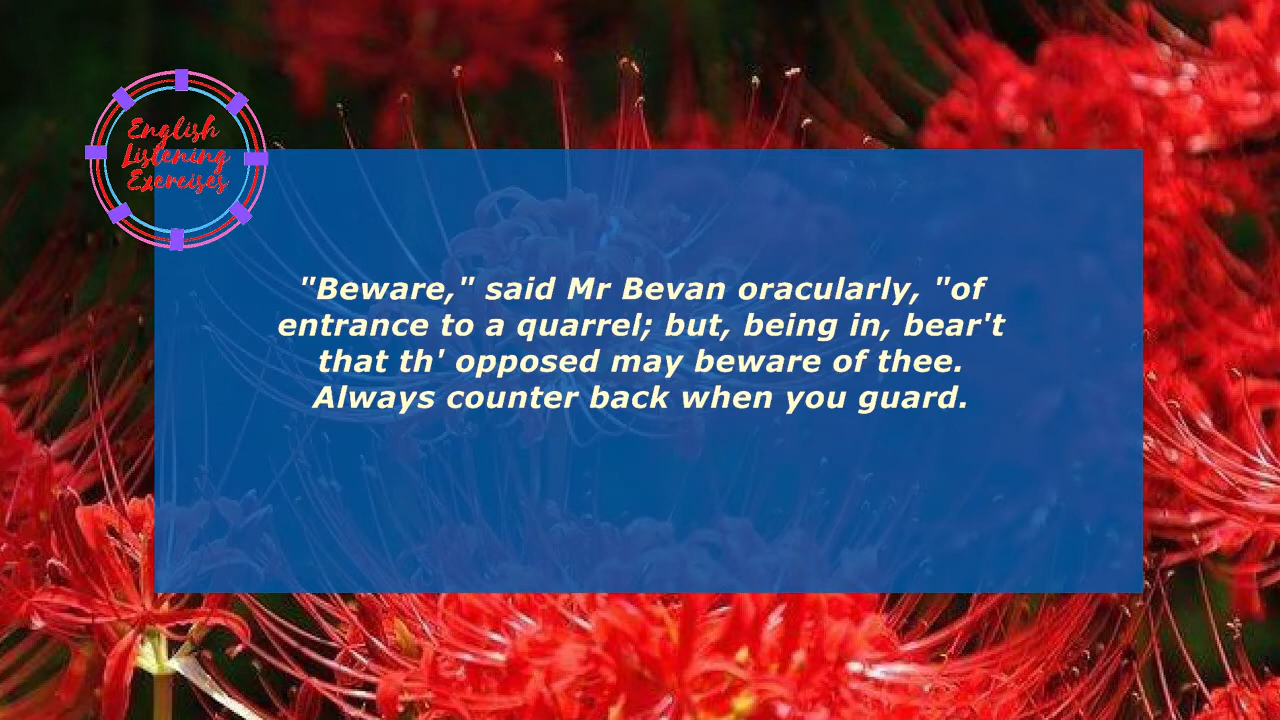 English
Listening
Exercises
"Beware," said Mr Bevan oracularly, "of
entrance to a quarrel; but, being in, bear't
that th' opposed may beware of thee.
Always counter back when you guard.